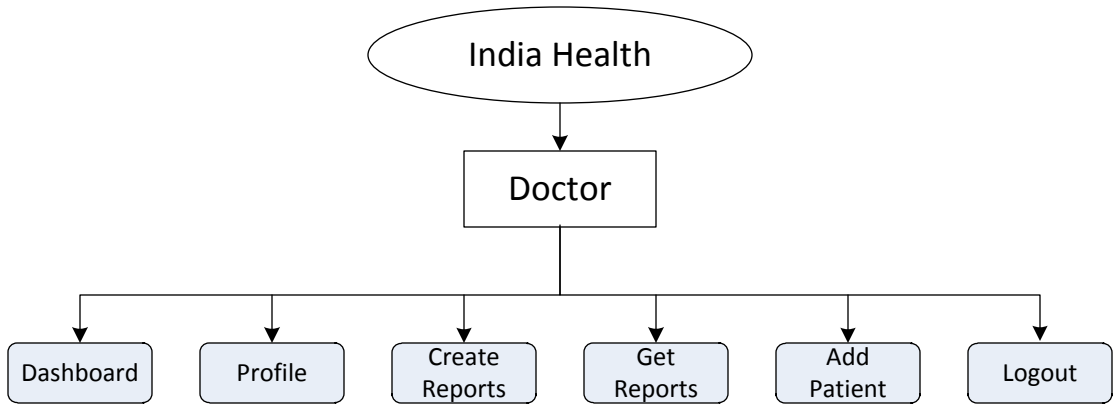 India Health
Doctor
Dashboard
Profile
Create
Reports
Get
Reports
Add
Patient
Logout